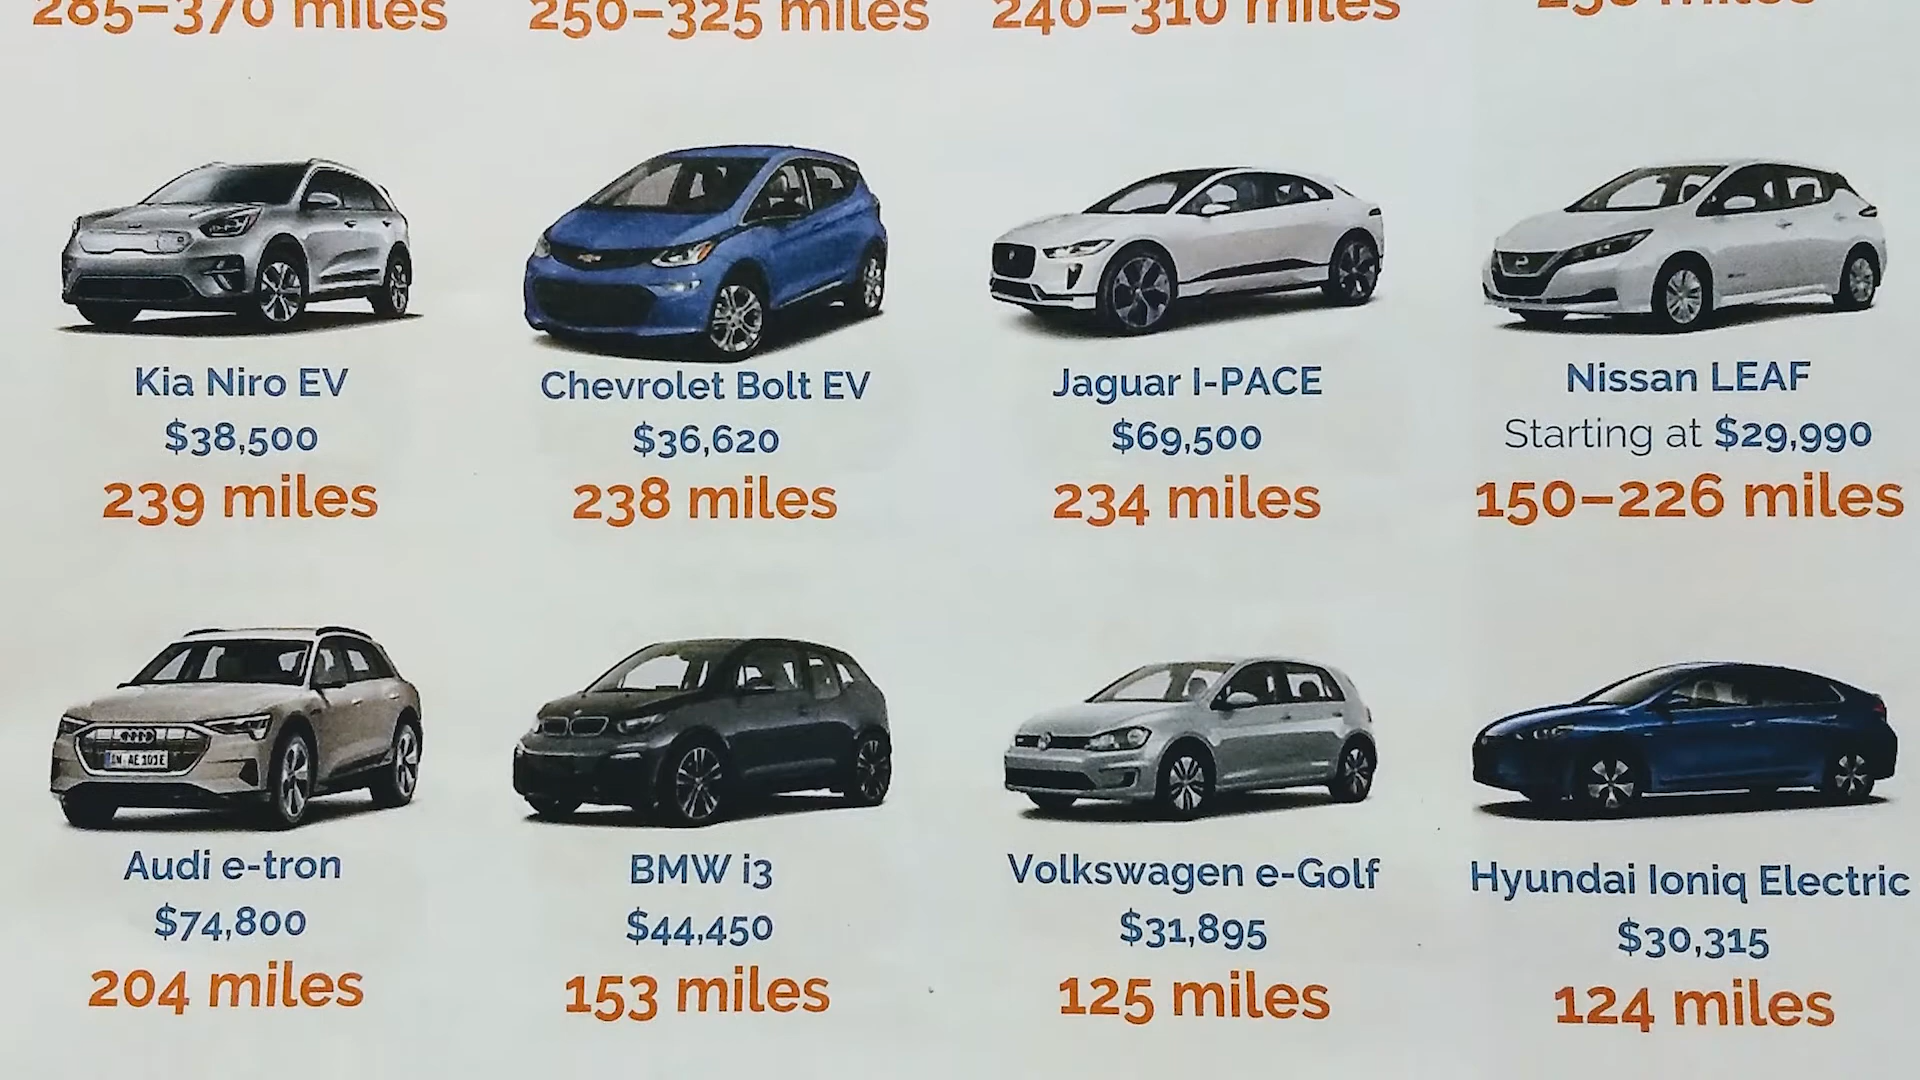 285–370 miles
250–325 miles
240–310 miles
miles
Kia Niro EV
$38,500
239 miles
Chevrolet Bolt EV
$36,620
238 miles
Jaguar I-PACE
$69,500
234 miles
Nissan LEAF
Starting at $29,990
150–226 miles
Audi e-tron
$74,800
204 miles
BMW i3
$44,450
153 miles
Volkswagen e-Golf
$31,895
125 miles
Hyundai Ioniq Electric
$30,315
124 miles